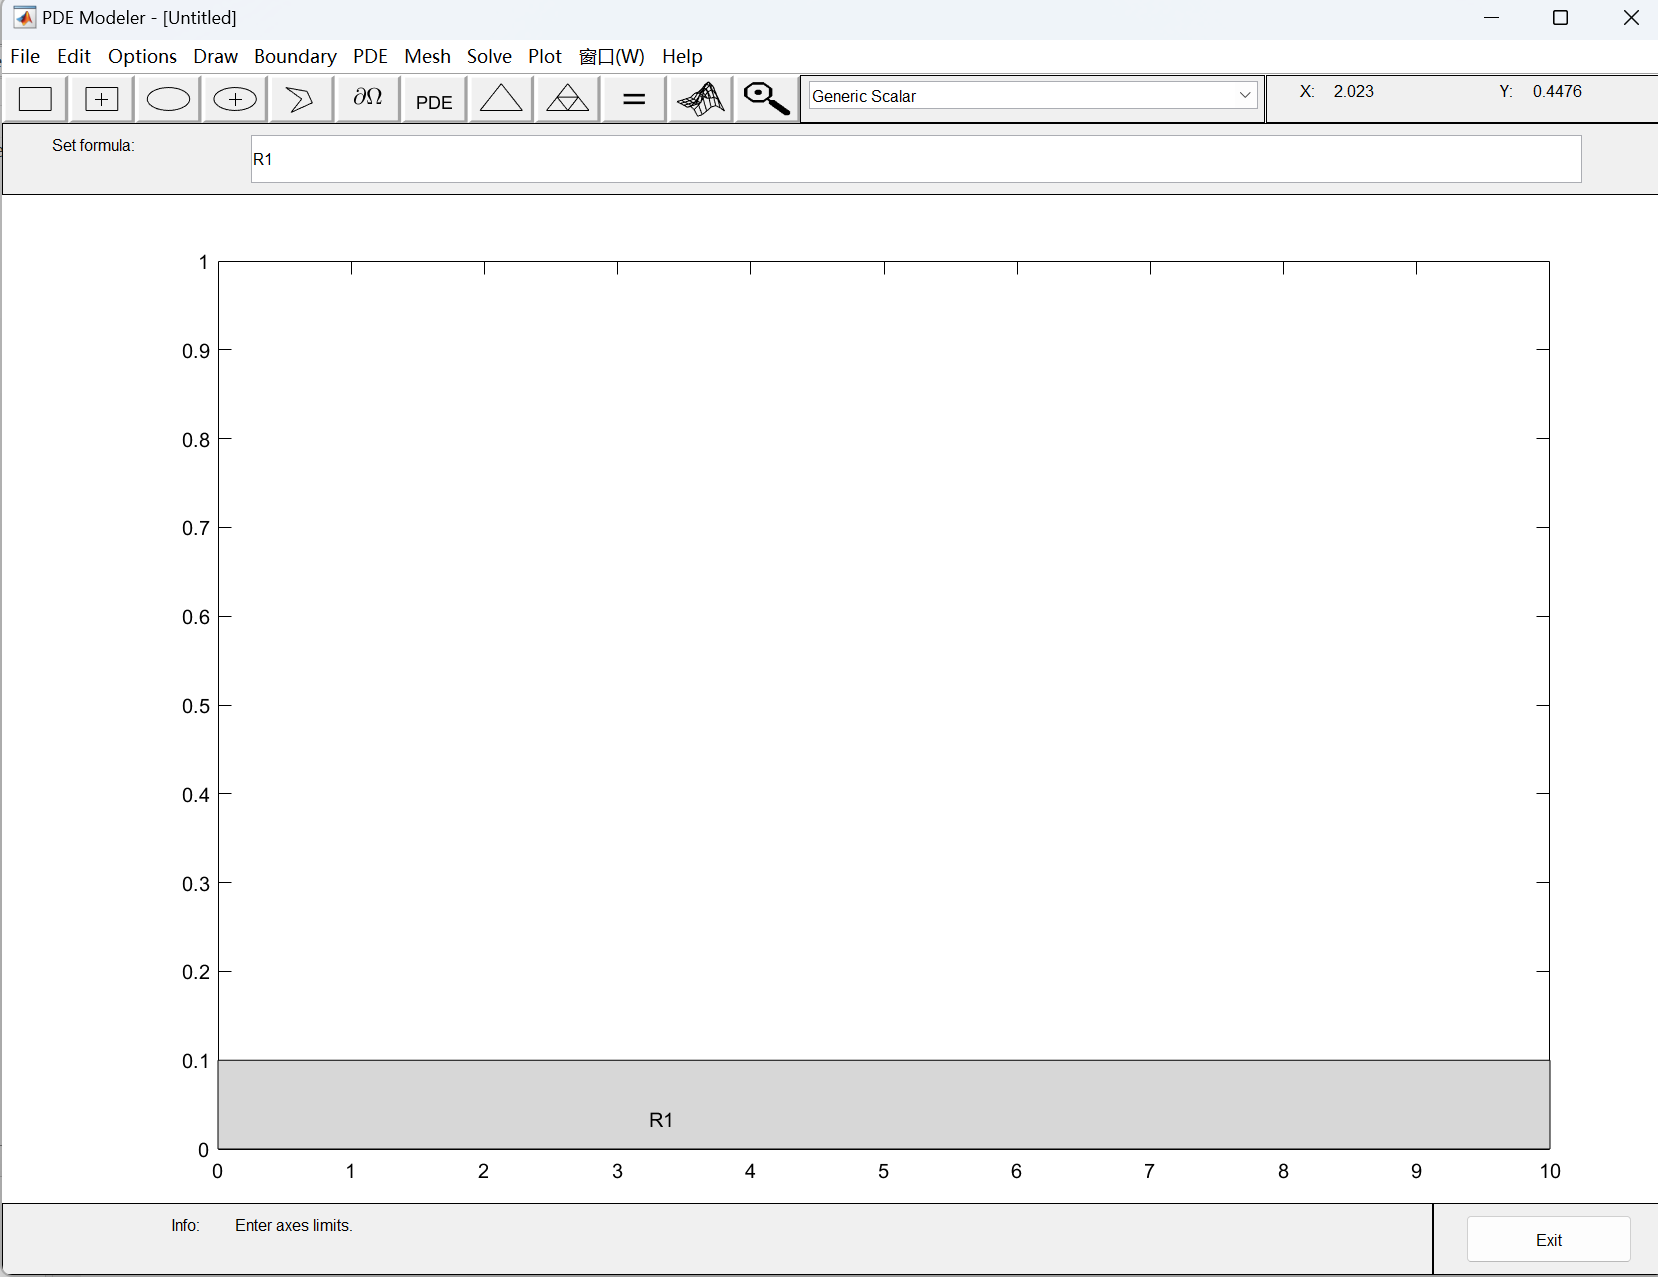 PDE Modeler - [Untitled]
File Edit Options Draw Boundary PDE Mesh Solve Plot 窗口(W) Help
∂Ω PDE = Generic Scalar X: 2.023 Y: 0.4476
Set formula: R1
1
0.9
0.8
0.7
0.6
0.5
0.4
0.3
0.2
0.1
R1
0
0 1 2 3 4 5 6 7 8 9 10
Info: Enter axes limits.
Exit